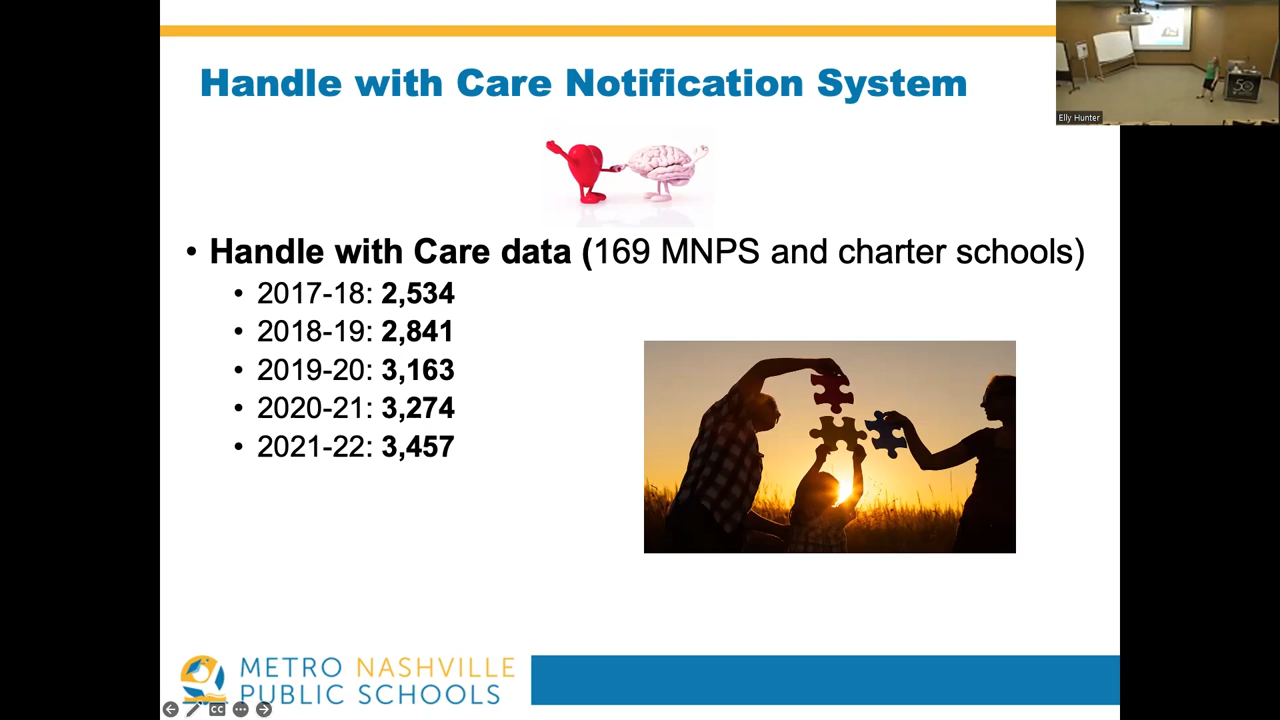 Handle with Care Notification System
Elly Hunter
• Handle with Care data (169 MNPS and charter schools)
• 2017-18: 2,534
• 2018-19: 2,841
• 2019-20: 3,163
• 2020-21: 3,274
• 2021-22: 3,457
METRO NASHVILLE
PUBLIC SCHOOLS
CC
50